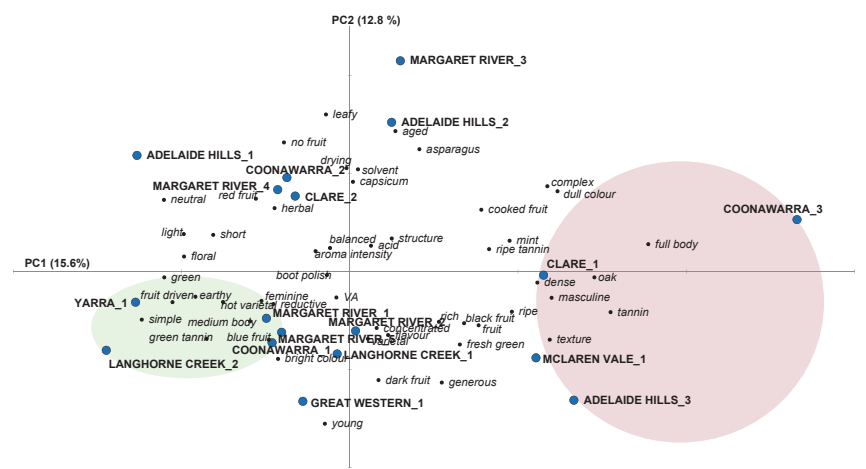 PC2 (12.8 %)
MARGARET RIVER_3
leafy
ADELAIDE HILLS_2
aged
no fruit
asparagus
ADELAIDE HILLS_1
drying
COONAWARRA_2
solvent
capsicum
MARGARET RIVER_4
complex
dull colour
neutral
red fruit
CLARE_2
herbal
cooked fruit
COONAWARRA_3
light
short
balanced
structure
acid
mint
full body
ripe tannin
floral
aroma intensity
PC1 (15.6%)
CLARE_1
green
boot polish
oak
dense
YARRA_1
fruit driven
earthy
feminine
VA
masculine
hot
varietal
reductive
simple
medium body
MARGARET RIVER_1
MARGARET RIVER_2
rich
black fruit
ripe
tannin
concentrated
fruit
green tannin
blue fruit
MARGARET RIVER_5
flavour
varietal
fresh green
texture
COONAWARRA_1
LANGHORNE CREEK_1
LANGHORNE CREEK_2
bright colour
MCLAREN VALE_1
dark fruit
generous
GREAT WESTERN_1
ADELAIDE HILLS_3
young